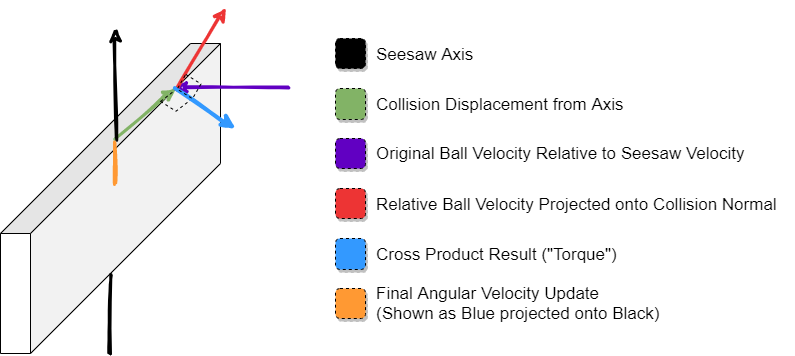 Seesaw Axis
Collision Displacement from Axis
Original Ball Velocity Relative to Seesaw Velocity
Relative Ball Velocity Projected onto Collision Normal
Cross Product Result ("Torque")
Final Angular Velocity Update
(Shown as Blue projected onto Black)